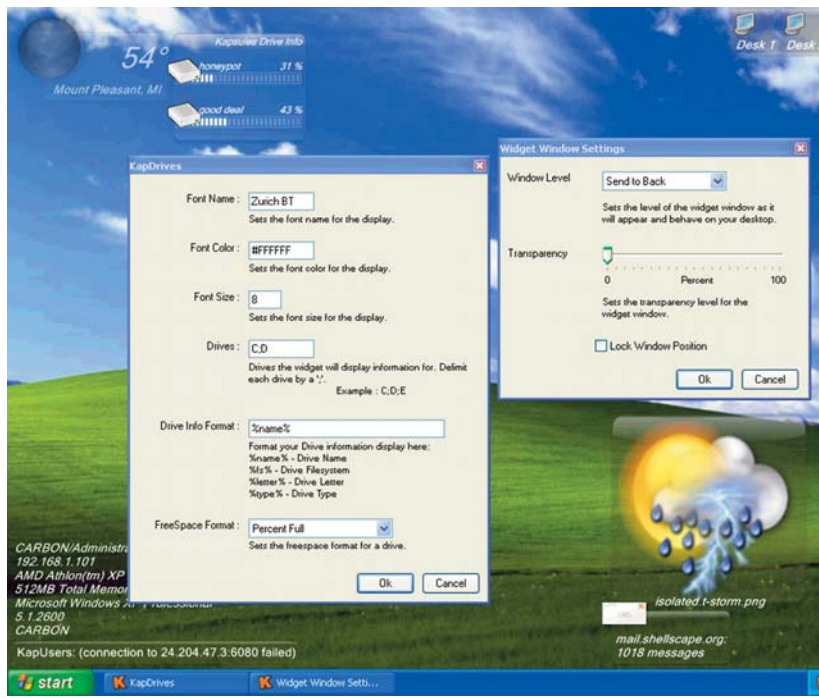 54°
Mount Pleasant, MI
Kapsules Drive Info
honeypot 31 %
good deal 43 %
Desk 1 Desk
KapDrives
Font Name : Zurich BT
Sets the font name for the display.
Font Color : #FFFFFF
Sets the font color for the display.
Font Size : 8
Sets the font size for the display.
Drives : C;D
Drives the widget will display information for. Delimit
each drive by a ';'.
Example : C;D;E
Drive Info Format : %name%
Format your Drive information display here:
%name% - Drive Name
%fs% - Drive Filesystem
%letter% - Drive Letter
%type% - Drive Type
FreeSpace Format : Percent Full
Sets the freespace format for a drive.
Ok Cancel
Widget Window Settings
Window Level Send to Back
Sets the level of the widget window as it
will appear and behave on your desktop.
Transparency
0 Percent 100
Sets the transparency level for the
widget window.
Lock Window Position
Ok Cancel
CARBON/Administra
192.168.1.101
AMD Athlon(tm) XP
512MB Total Memor
Microsoft Windows
5.1.2600
CARBON
KapUsers: (connection to 24.204.47.3:6080 failed)
isolated.t-storm.png
mail.shellscape.org:
1018 messages
start KapDrives Widget Window Setti...